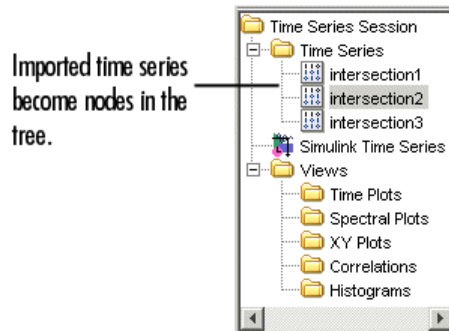 Imported time series
become nodes in the
tree.
Time Series Session
Time Series
intersection1
intersection2
intersection3
Simulink Time Series
Views
Time Plots
Spectral Plots
XY Plots
Correlations
Histograms